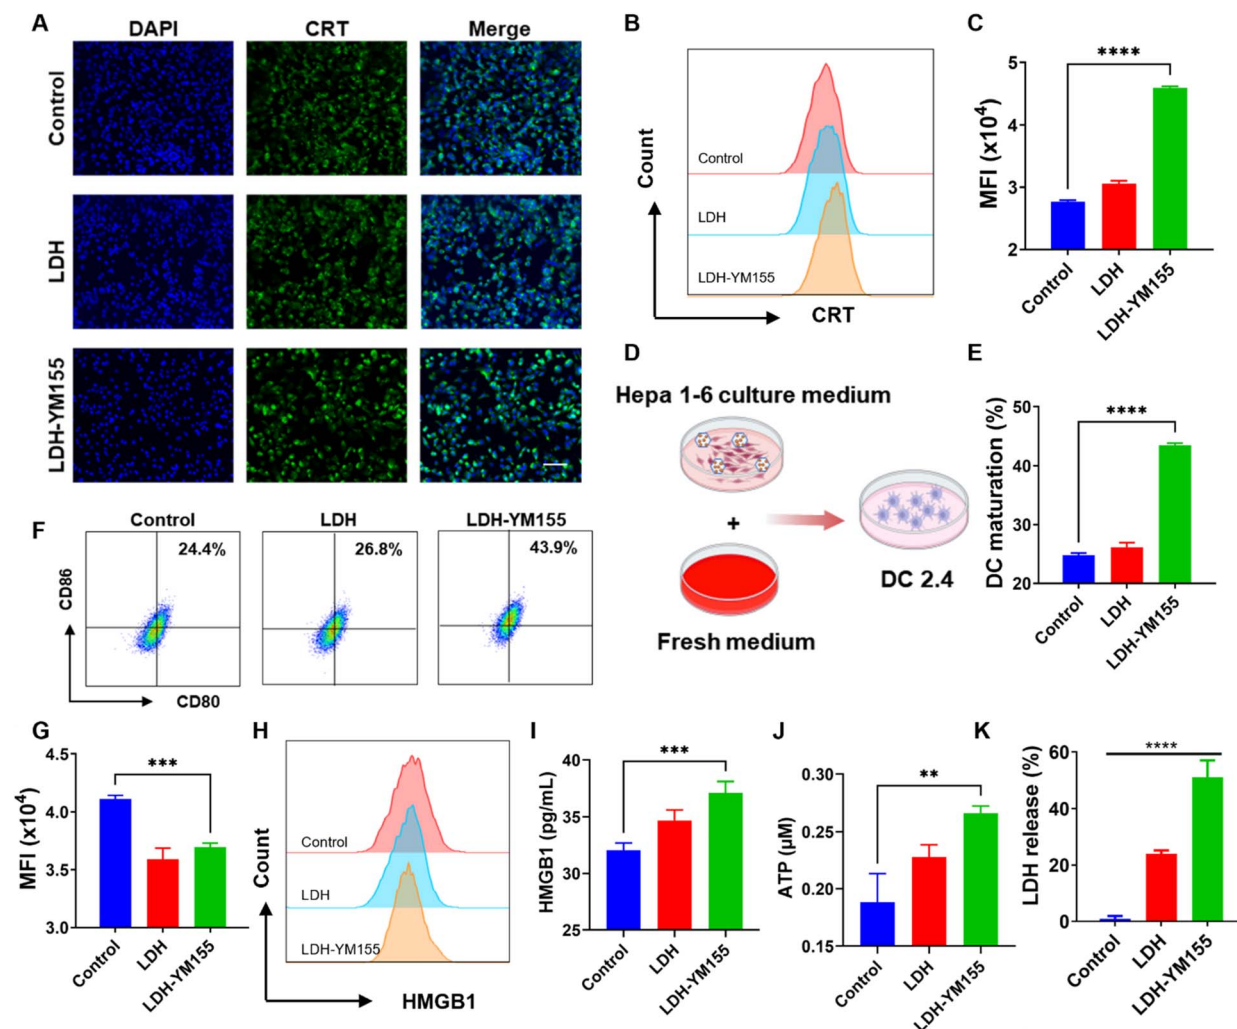 A
DAPI
CRT
Merge
Control
LDH
LDH-YM155
B
Count
Control
LDH
LDH-YM155
CRT
C
MFI (x10⁴)
5
4
3
2
****
Control
LDH
LDH-YM155
D
Hepa 1-6 culture medium
+
Fresh medium
DC 2.4
E
DC maturation (%)
50
40
30
20
****
Control
LDH
LDH-YM155
F
Control
LDH
LDH-YM155
24.4%
26.8%
43.9%
CD86
CD80
G
MFI (x10⁴)
4.5
4.0
3.5
3.0
***
Control
LDH
LDH-YM155
H
Count
Control
LDH
LDH-YM155
HMGB1
I
HMGB1 (pg/mL)
40
35
30
25
***
Control
LDH
LDH-YM155
J
ATP (μM)
0.30
0.25
0.20
0.15
**
Control
LDH
LDH-YM155
K
LDH release (%)
60
40
20
0
****
Control
LDH
LDH-YM155